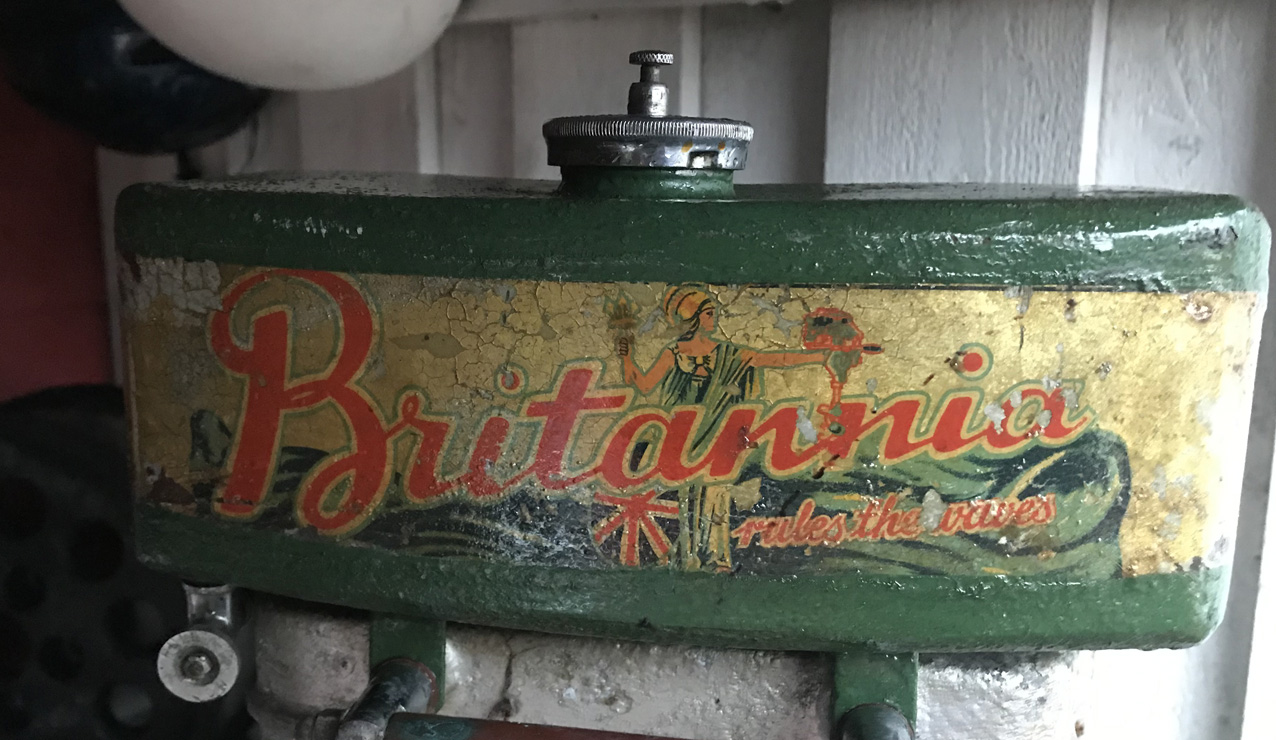 Britannia
rules the waves